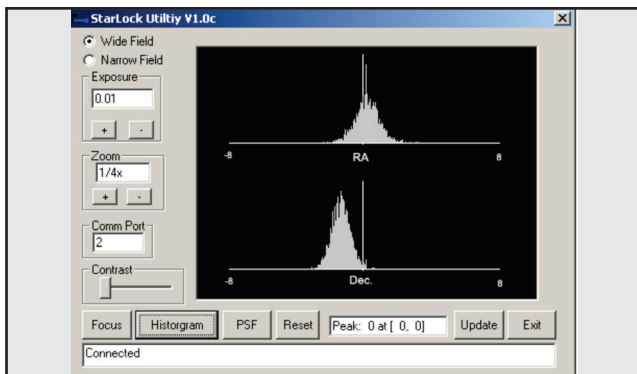 StarLock Utiltiy V1.0c
Wide Field
Narrow Field
Exposure
0.01
+ -
Zoom
1/4x
+ -
Comm Port
2
Contrast
-8 RA 8
-8 Dec. 8
Focus Historgram PSF Reset Peak: 0 at [ 0, 0] Update Exit
Connected